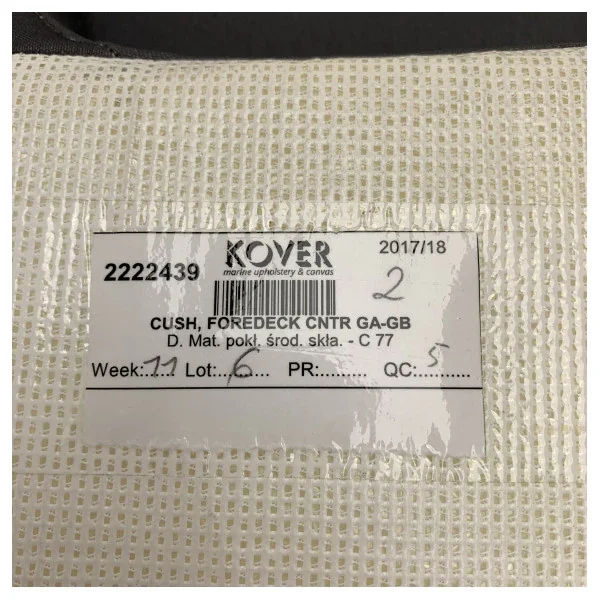 KOVER
marine upholstery & canvas
2017/18
2222439
2
CUSH, FOREDECK CNTR GA-GB
D. Mat. pokł. środ. skła. - C 77
Week:..11... Lot:..6...... PR:......... QC:..5........